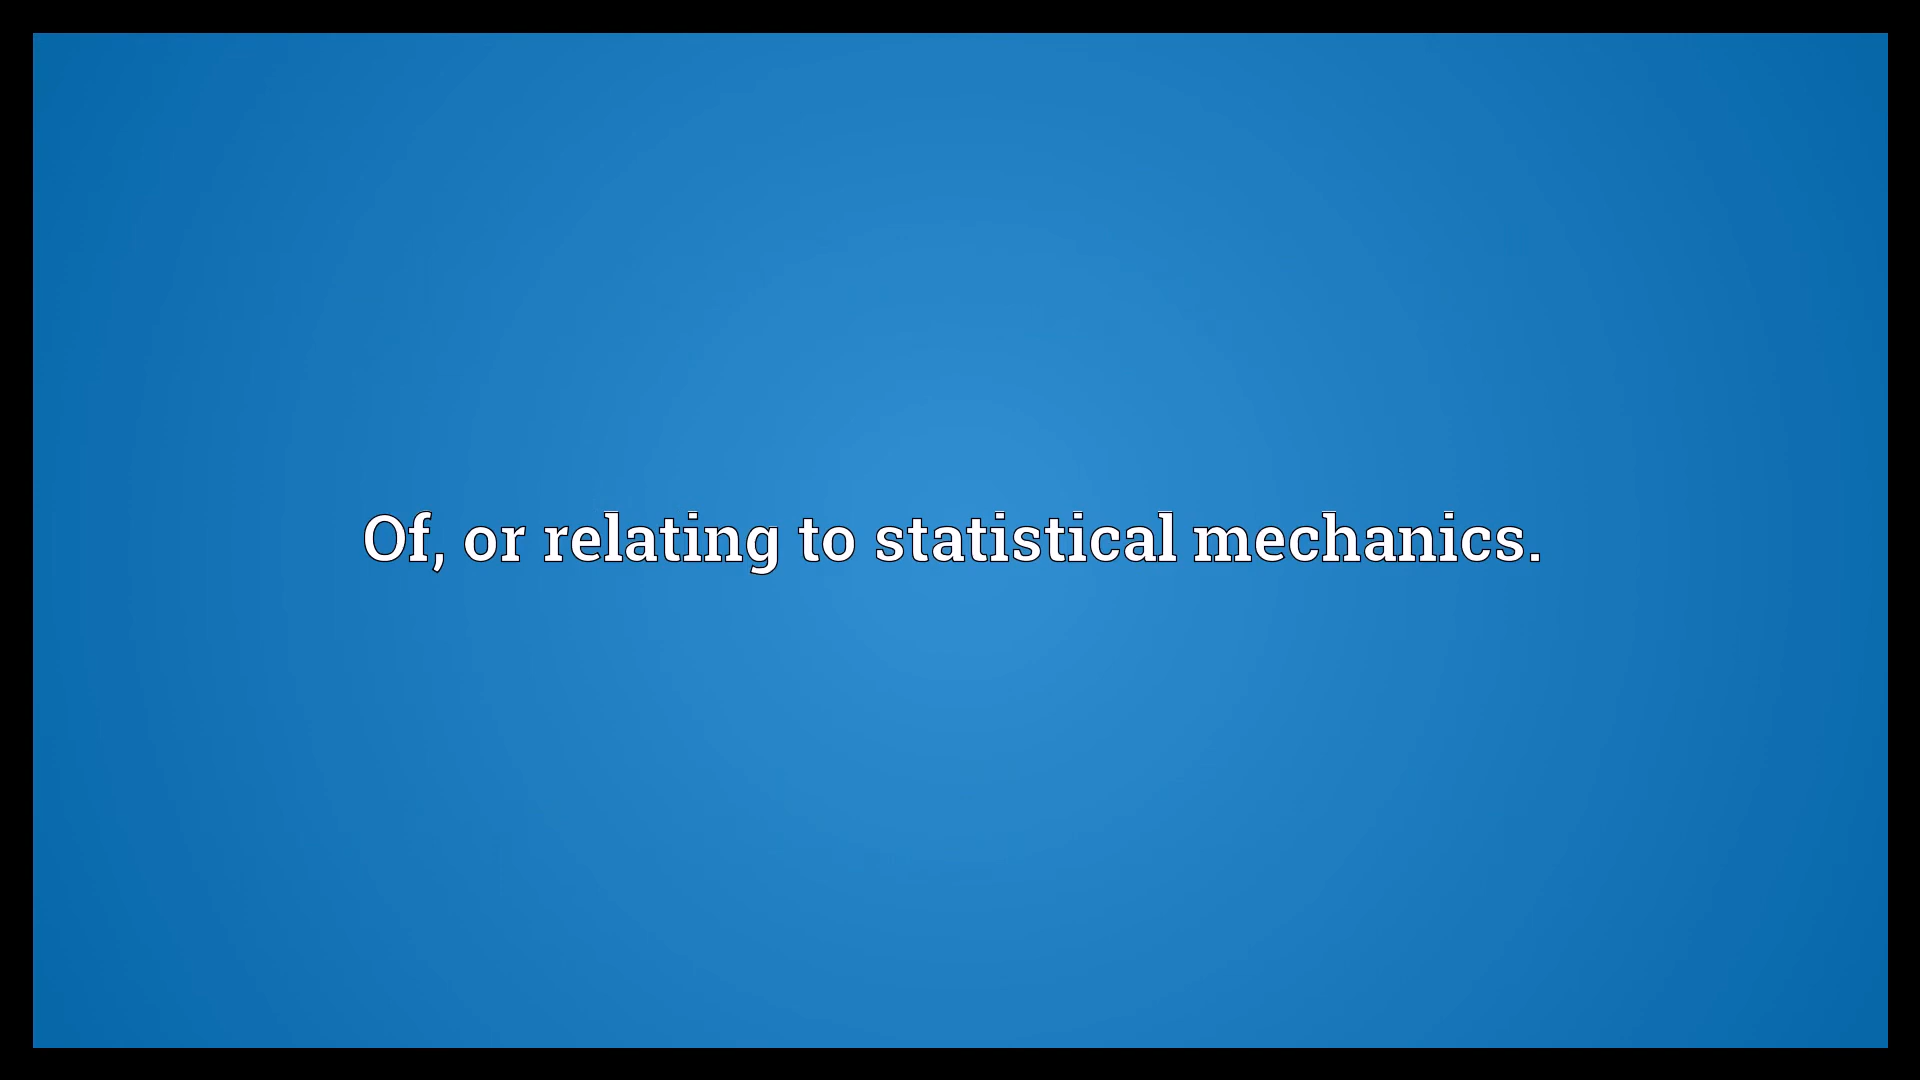 Of, or relating to statistical mechanics.